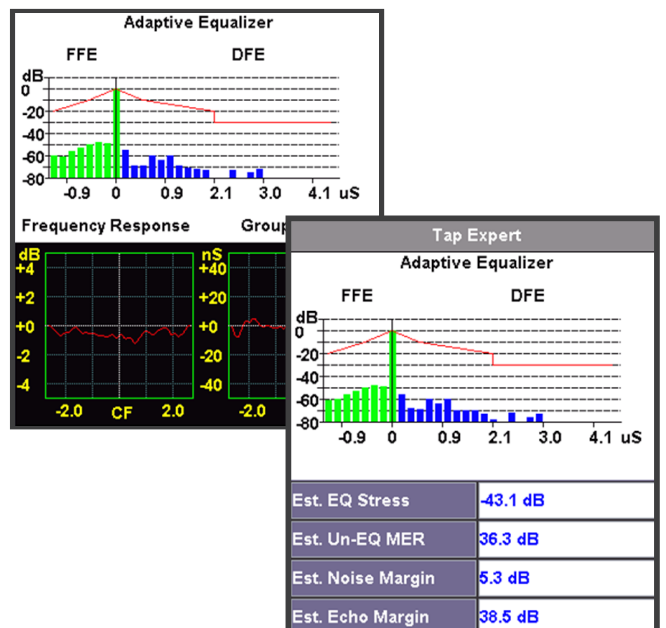 Adaptive Equalizer
FFE DFE
dB
0
-20
-40
-60
-80
-0.9 0 0.9 2.1 3.0 4.1 uS
Frequency Response Group
dB
+4
+2
+0
-2
-4
-2.0 CF 2.0
nS
+40
+20
+0
-20
-40
-2.0
Tap Expert
Adaptive Equalizer
FFE DFE
dB
0
-20
-40
-60
-80
-0.9 0 0.9 2.1 3.0 4.1 uS
Est. EQ Stress -43.1 dB
Est. Un-EQ MER 36.3 dB
Est. Noise Margin 5.3 dB
Est. Echo Margin 38.5 dB